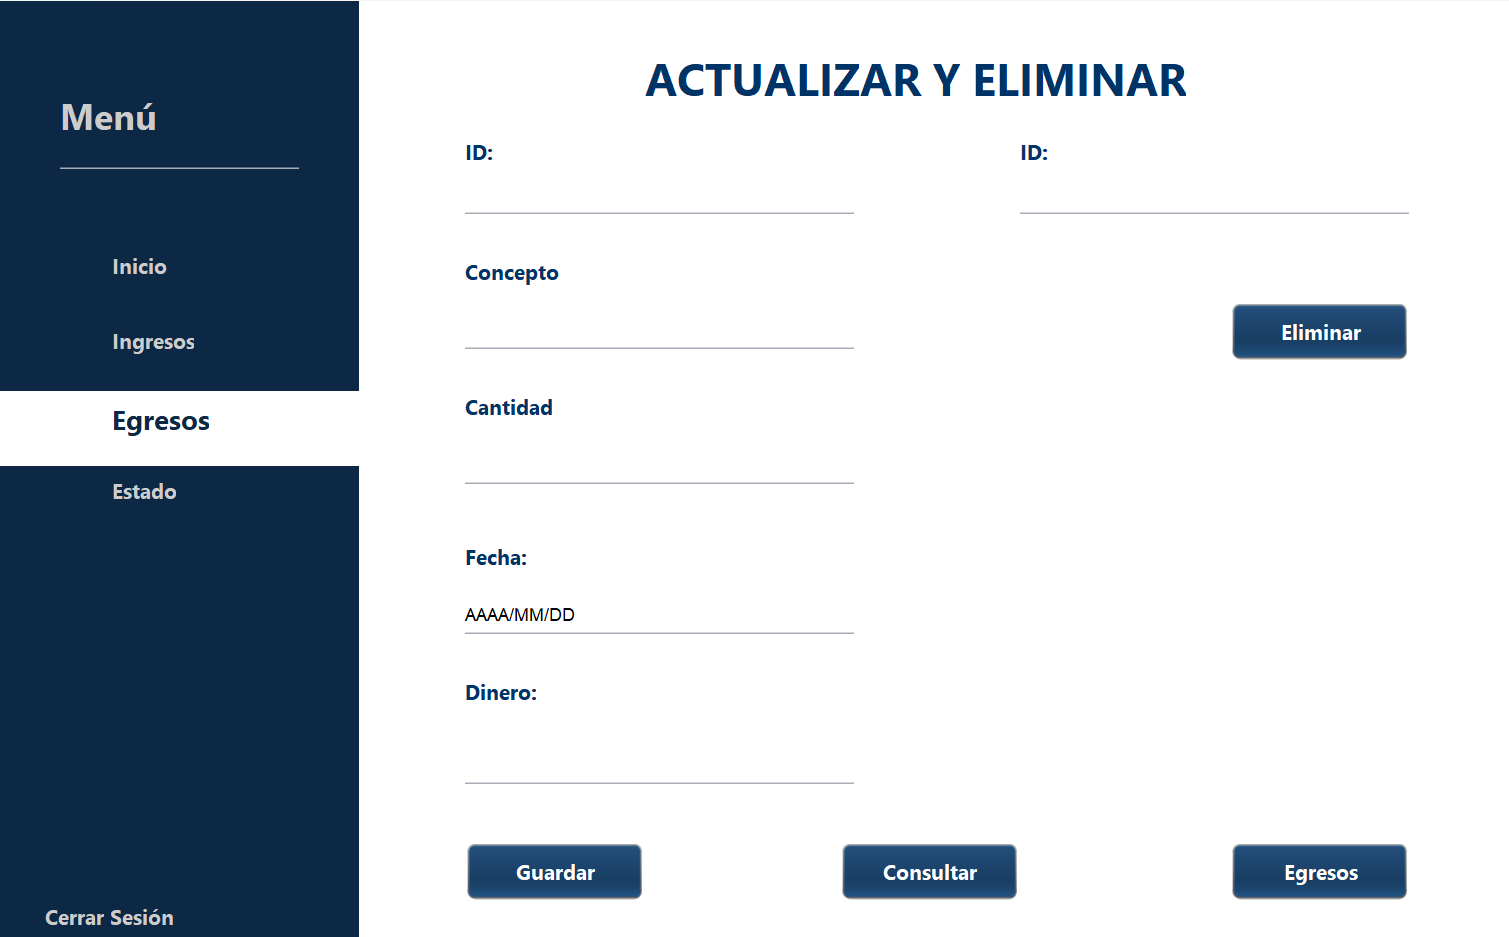 Menú
Inicio
Ingresos
Egresos
Estado
Cerrar Sesión
ACTUALIZAR Y ELIMINAR
ID:
Concepto
Cantidad
Fecha:
AAAA/MM/DD
Dinero:
ID:
Eliminar
Guardar
Consultar
Egresos